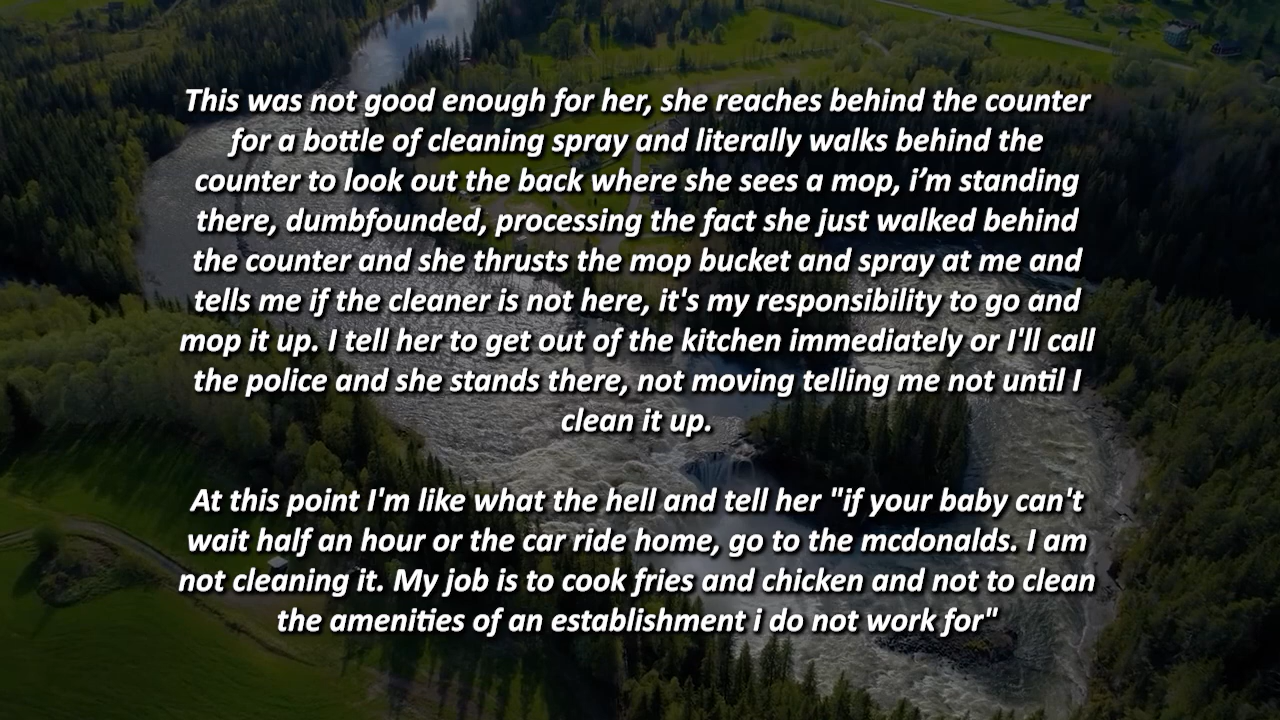 This was not good enough for her, she reaches behind the counter
for a bottle of cleaning spray and literally walks behind the
counter to look out the back where she sees a mop, i’m standing
there, dumbfounded, processing the fact she just walked behind
the counter and she thrusts the mop bucket and spray at me and
tells me if the cleaner is not here, it's my responsibility to go and
mop it up. I tell her to get out of the kitchen immediately or I'll call
the police and she stands there, not moving telling me not until I
clean it up.
At this point I'm like what the hell and tell her "if your baby can't
wait half an hour or the car ride home, go to the mcdonalds. I am
not cleaning it. My job is to cook fries and chicken and not to clean
the amenities of an establishment i do not work for"